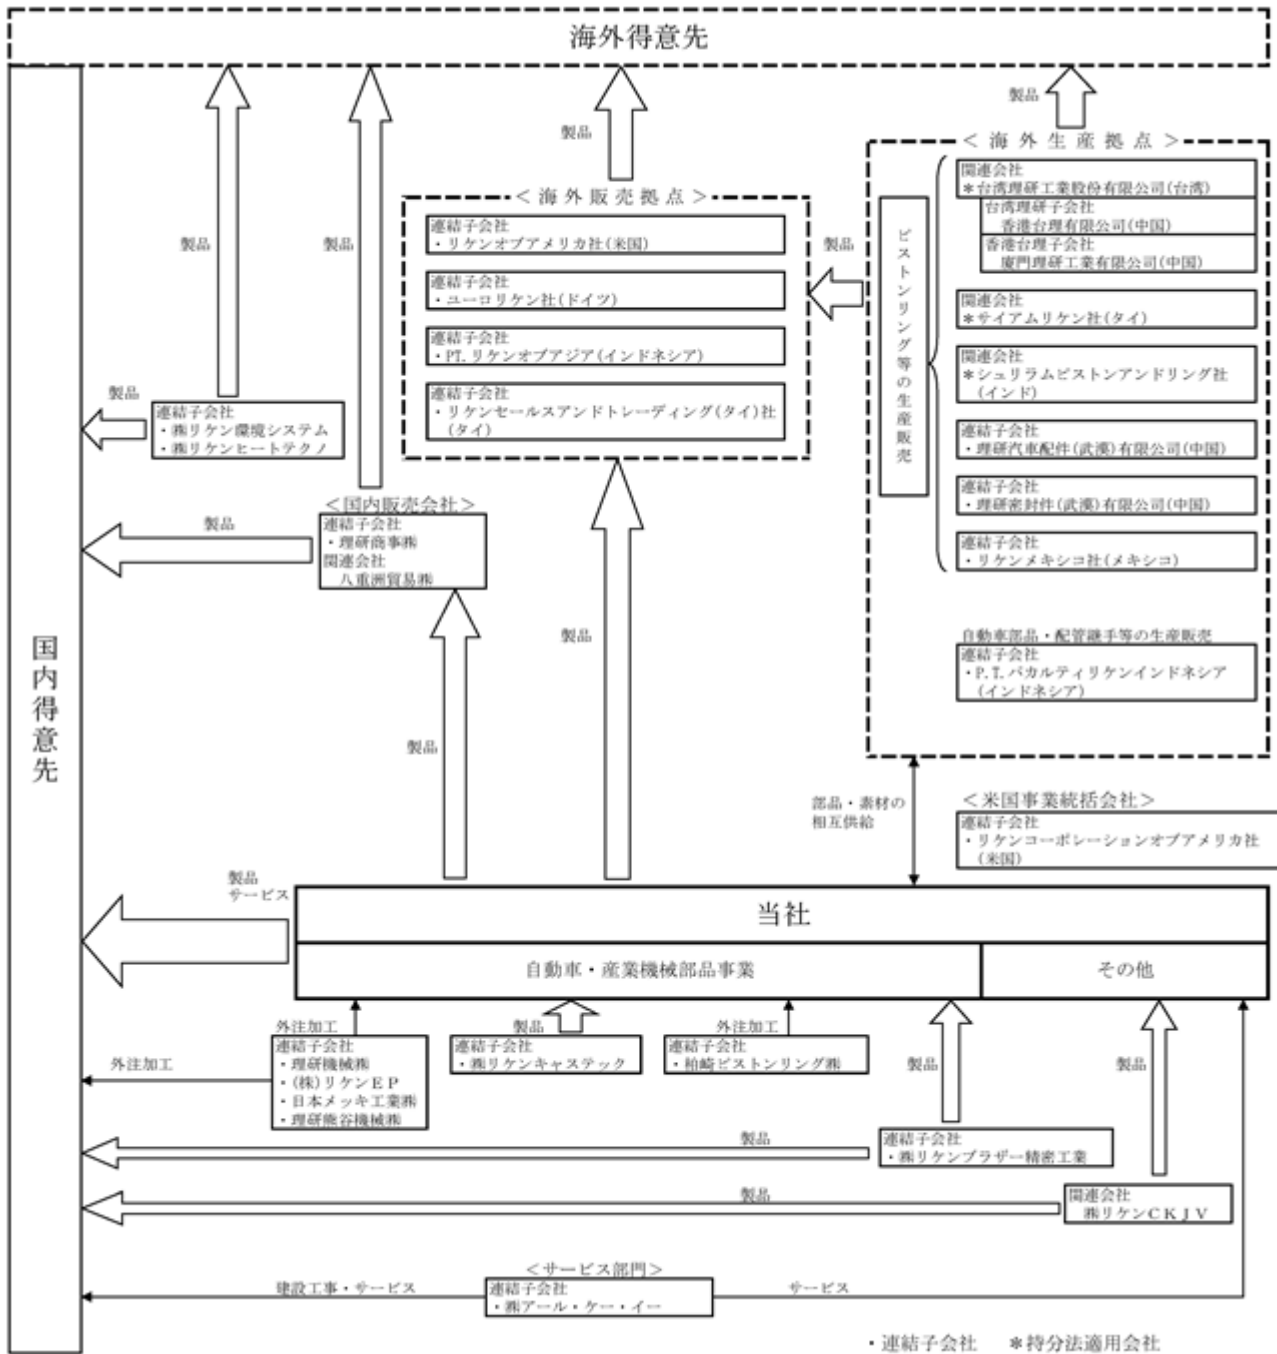 海外得意先
製品
製品
製品
製品
＜海外生産拠点＞
関連会社
＊台湾理研工業股份有限公司(台湾)
台湾理研子会社
香港台理有限公司(中国)
香港台理子会社
廈門理研工業有限公司(中国)
関連会社
＊サイアムリケン社(タイ)
関連会社
＊シュリラムピストンアンドリング社
(インド)
連結子会社
・理研汽車配件(武漢)有限公司(中国)
連結子会社
・理研密封件(武漢)有限公司(中国)
連結子会社
・リケンメキシコ社(メキシコ)
ピストンリング等の生産販売
自動車部品・配管継手等の生産販売
連結子会社
・P.T.パカルティリケンインドネシア
(インドネシア)
製品
＜海外販売拠点＞
連結子会社
・リケンオブアメリカ社(米国)
連結子会社
・ユーロリケン社(ドイツ)
連結子会社
・PT.リケンオブアジア(インドネシア)
連結子会社
・リケンセールスアンドトレーディング(タイ)社
(タイ)
製品
連結子会社
・㈱リケン環境システム
・㈱リケンヒートテクノ
製品
＜国内販売会社＞
連結子会社
・理研商事㈱
関連会社
八重洲貿易㈱
国内得意先
製品
製品
部品・素材の
相互供給
＜米国事業統括会社＞
連結子会社
・リケンコーポレーションオブアメリカ社
(米国)
製品
サービス
当社
自動車・産業機械部品事業
その他
外注加工
製品
外注加工
製品
製品
外注加工
連結子会社
・理研機械㈱
・(株)リケンＥＰ
・日本メッキ工業㈱
・理研熊谷機械㈱
連結子会社
・㈱リケンキャステック
連結子会社
・柏崎ピストンリング㈱
製品
連結子会社
・㈱リケンブラザー精密工業
製品
関連会社
㈱リケンＣＫＪＶ
＜サービス部門＞
建設工事・サービス
連結子会社
・㈱アール・ケー・イー
サービス
・連結子会社　＊持分法適用会社